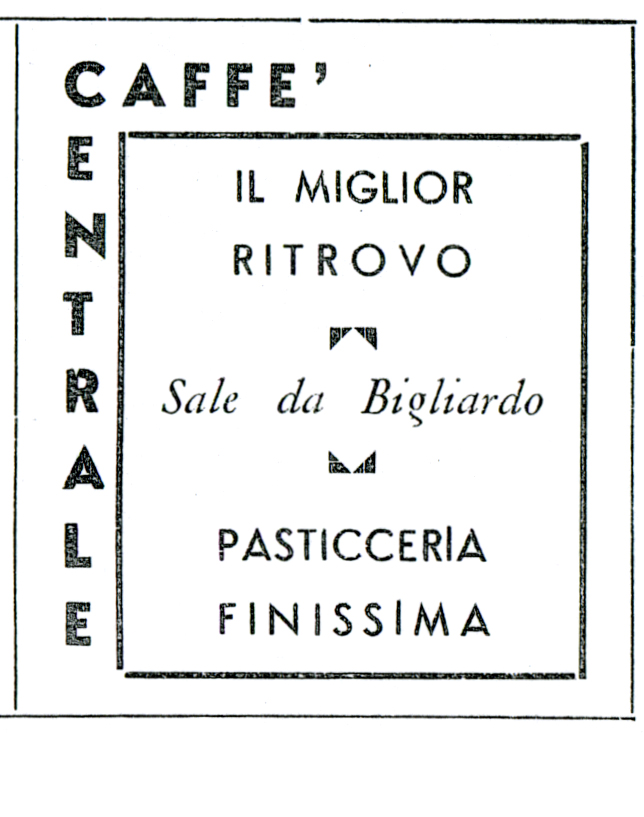 CAFFE'
CENTRALE
IL MIGLIOR
RITROVO
Sale da Bigliardo
PASTICCERIA
FINISSIMA